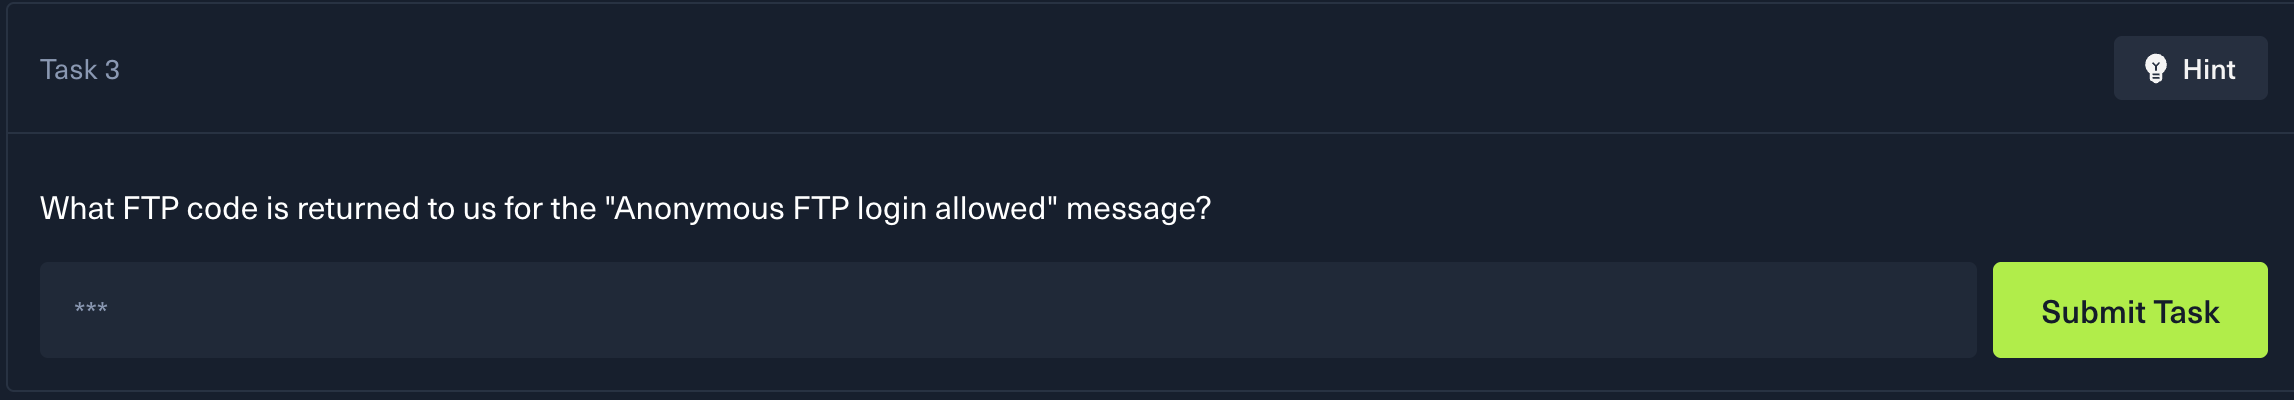 Task 3
Hint
What FTP code is returned to us for the "Anonymous FTP login allowed" message?
***
Submit Task